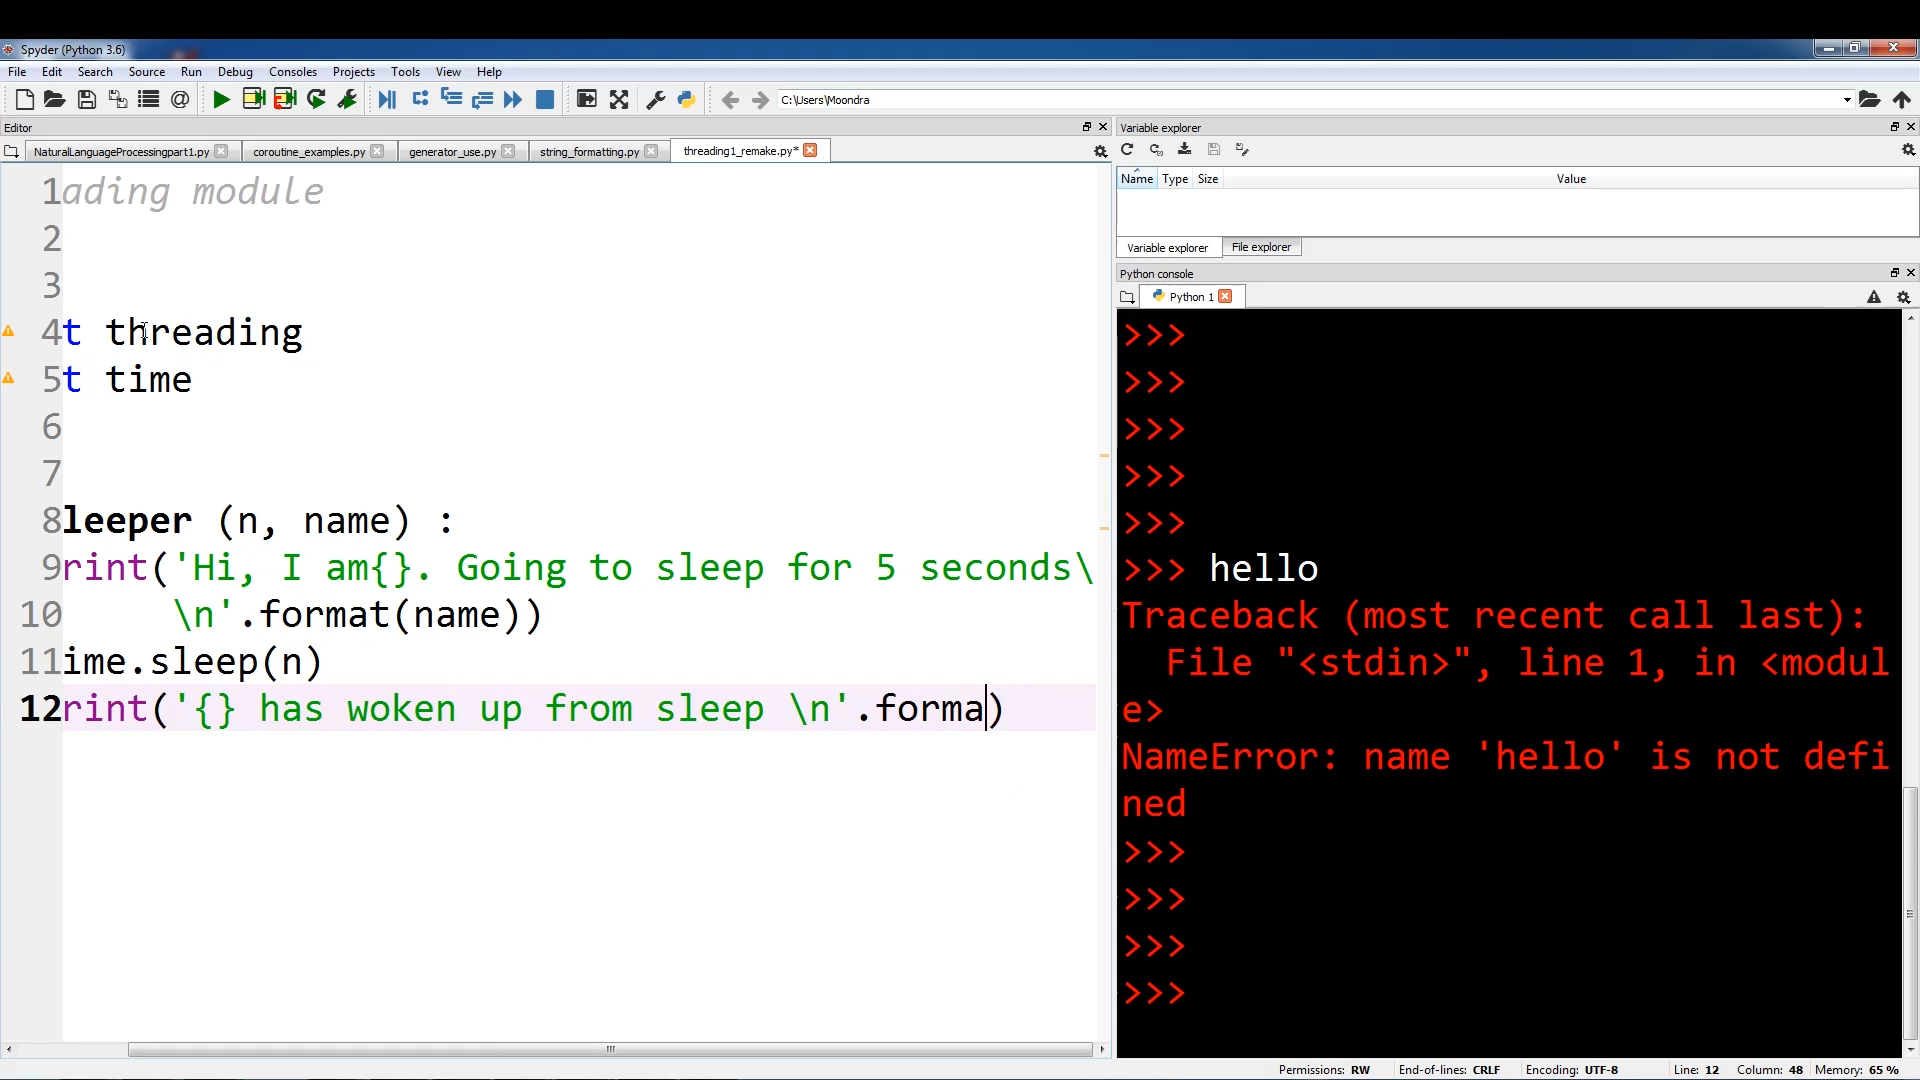 Spyder (Python 3.6)
File Edit Search Source Run Debug Consoles Projects Tools View Help
C:\Users\Moondra
Editor
NaturalLanguageProcessingpart1.py coroutine_examples.py generator_use.py string_formatting.py threading1_remake.py*
1ading module
2
3
4t threading
5t time
6
7
8leeper (n, name) :
9rint('Hi, I am{}. Going to sleep for 5 seconds\
10 \n'.format(name))
11ime.sleep(n)
12rint('{} has woken up from sleep \n'.forma)
Variable explorer
Name Type Size Value
Variable explorer File explorer
Python console
Python 1
>>>
>>>
>>>
>>>
>>>
>>> hello
Traceback (most recent call last):
File "<stdin>", line 1, in <modul
e>
NameError: name 'hello' is not defi
ned
>>>
>>>
>>>
>>>
Permissions: RW End-of-lines: CRLF Encoding: UTF-8 Line: 12 Column: 48 Memory: 65 %